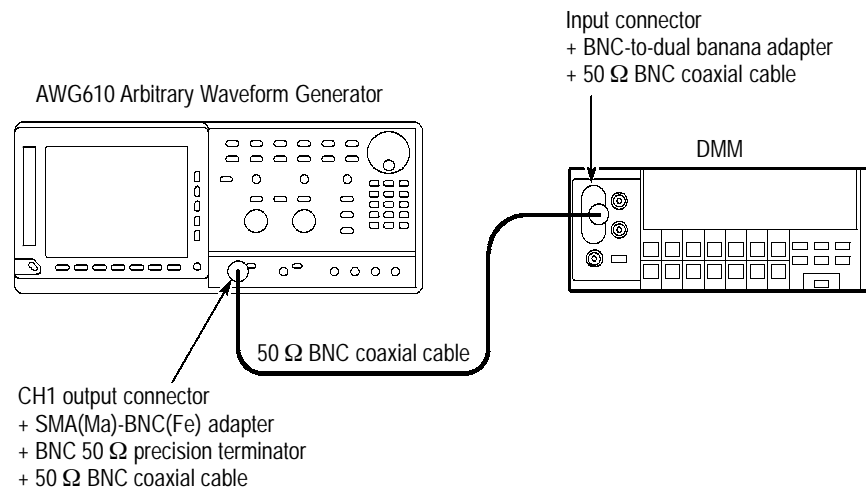 Input connector
+ BNC-to-dual banana adapter
+ 50 Ω BNC coaxial cable
AWG610 Arbitrary Waveform Generator
DMM
50 Ω BNC coaxial cable
CH1 output connector
+ SMA(Ma)-BNC(Fe) adapter
+ BNC 50 Ω precision terminator
+ 50 Ω BNC coaxial cable